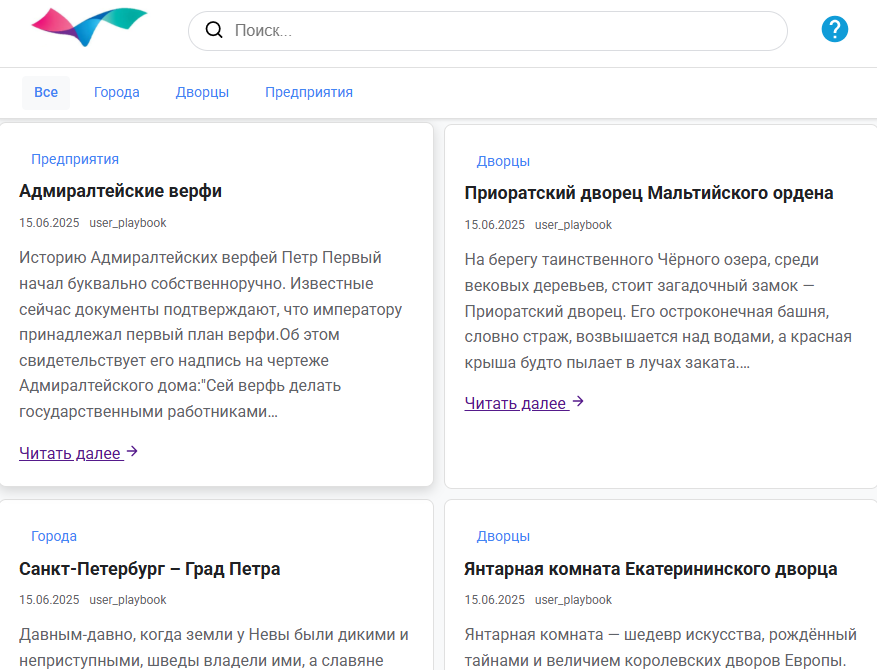 Поиск...
?
Все Города Дворцы Предприятия
Предприятия
Адмиралтейские верфи
15.06.2025 user_playbook
Историю Адмиралтейских верфей Петр Первый
начал буквально собственноручно. Известные
сейчас документы подтверждают, что императору
принадлежал первый план верфи.Об этом
свидетельствует его надпись на чертеже
Адмиралтейского дома:"Сей верфь делать
государственными работниками…
Читать далее →
Дворцы
Приоратский дворец Мальтийского ордена
15.06.2025 user_playbook
На берегу таинственного Чёрного озера, среди
вековых деревьев, стоит загадочный замок —
Приоратский дворец. Его остроконечная башня,
словно страж, возвышается над водами, а красная
крыша будто пылает в лучах заката.…
Читать далее →
Города
Санкт-Петербург – Град Петра
15.06.2025 user_playbook
Давным-давно, когда земли у Невы были дикими и
неприступными, шведы владели ими, а славяне
Дворцы
Янтарная комната Екатерининского дворца
15.06.2025 user_playbook
Янтарная комната — шедевр искусства, рождённый
тайнами и величием королевских дворов Европы.